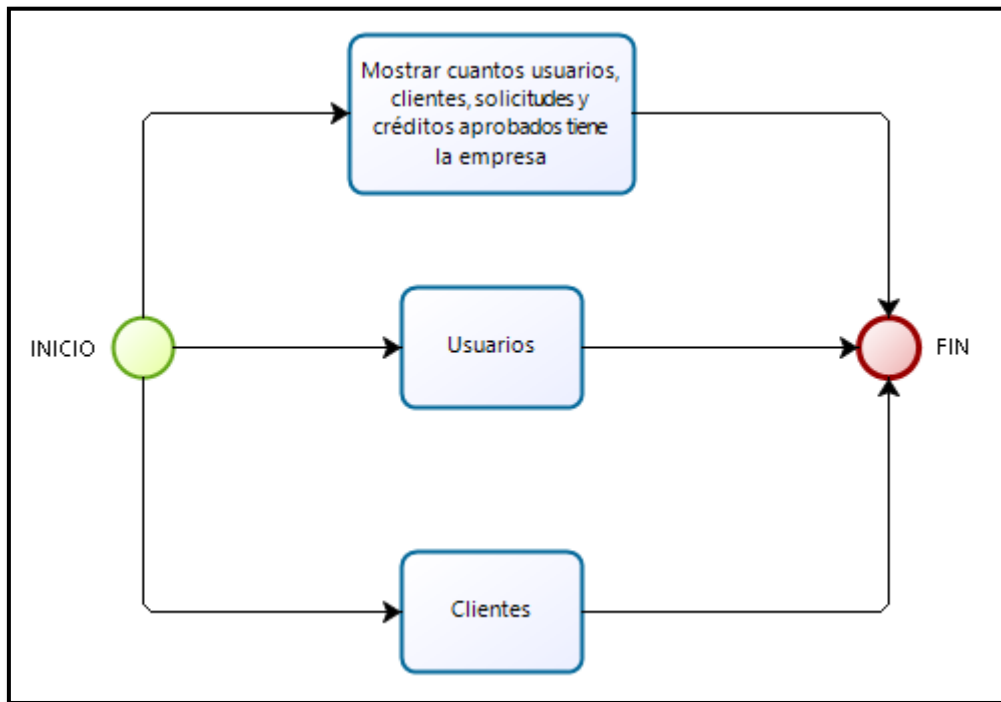 Mostrar cuantos usuarios,
clientes, solicitudes y
créditos aprobados tiene
la empresa
INICIO
Usuarios
FIN
Clientes